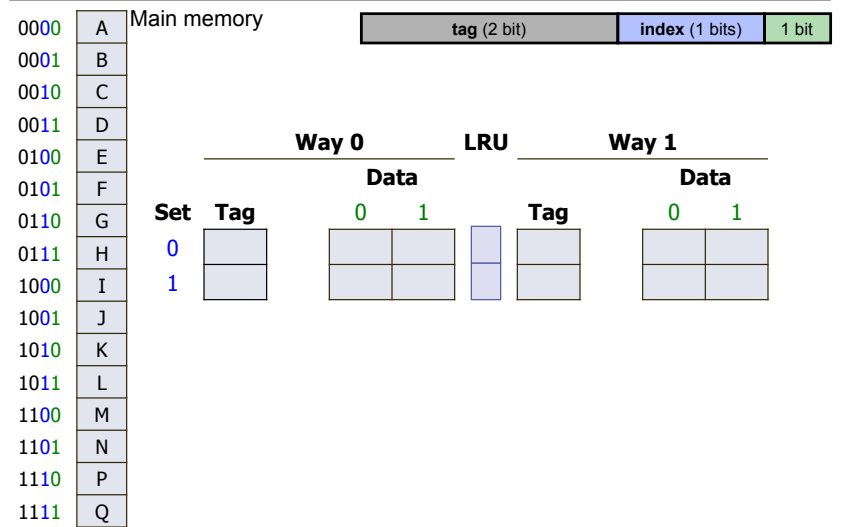 Main memory
tag (2 bit) index (1 bits) 1 bit
0000 A
0001 B
0010 C
0011 D
0100 E
0101 F
0110 G
0111 H
1000 I
1001 J
1010 K
1011 L
1100 M
1101 N
1110 P
1111 Q
Way 0 LRU Way 1
Data Data
Set Tag 0 1 Tag 0 1
0
1